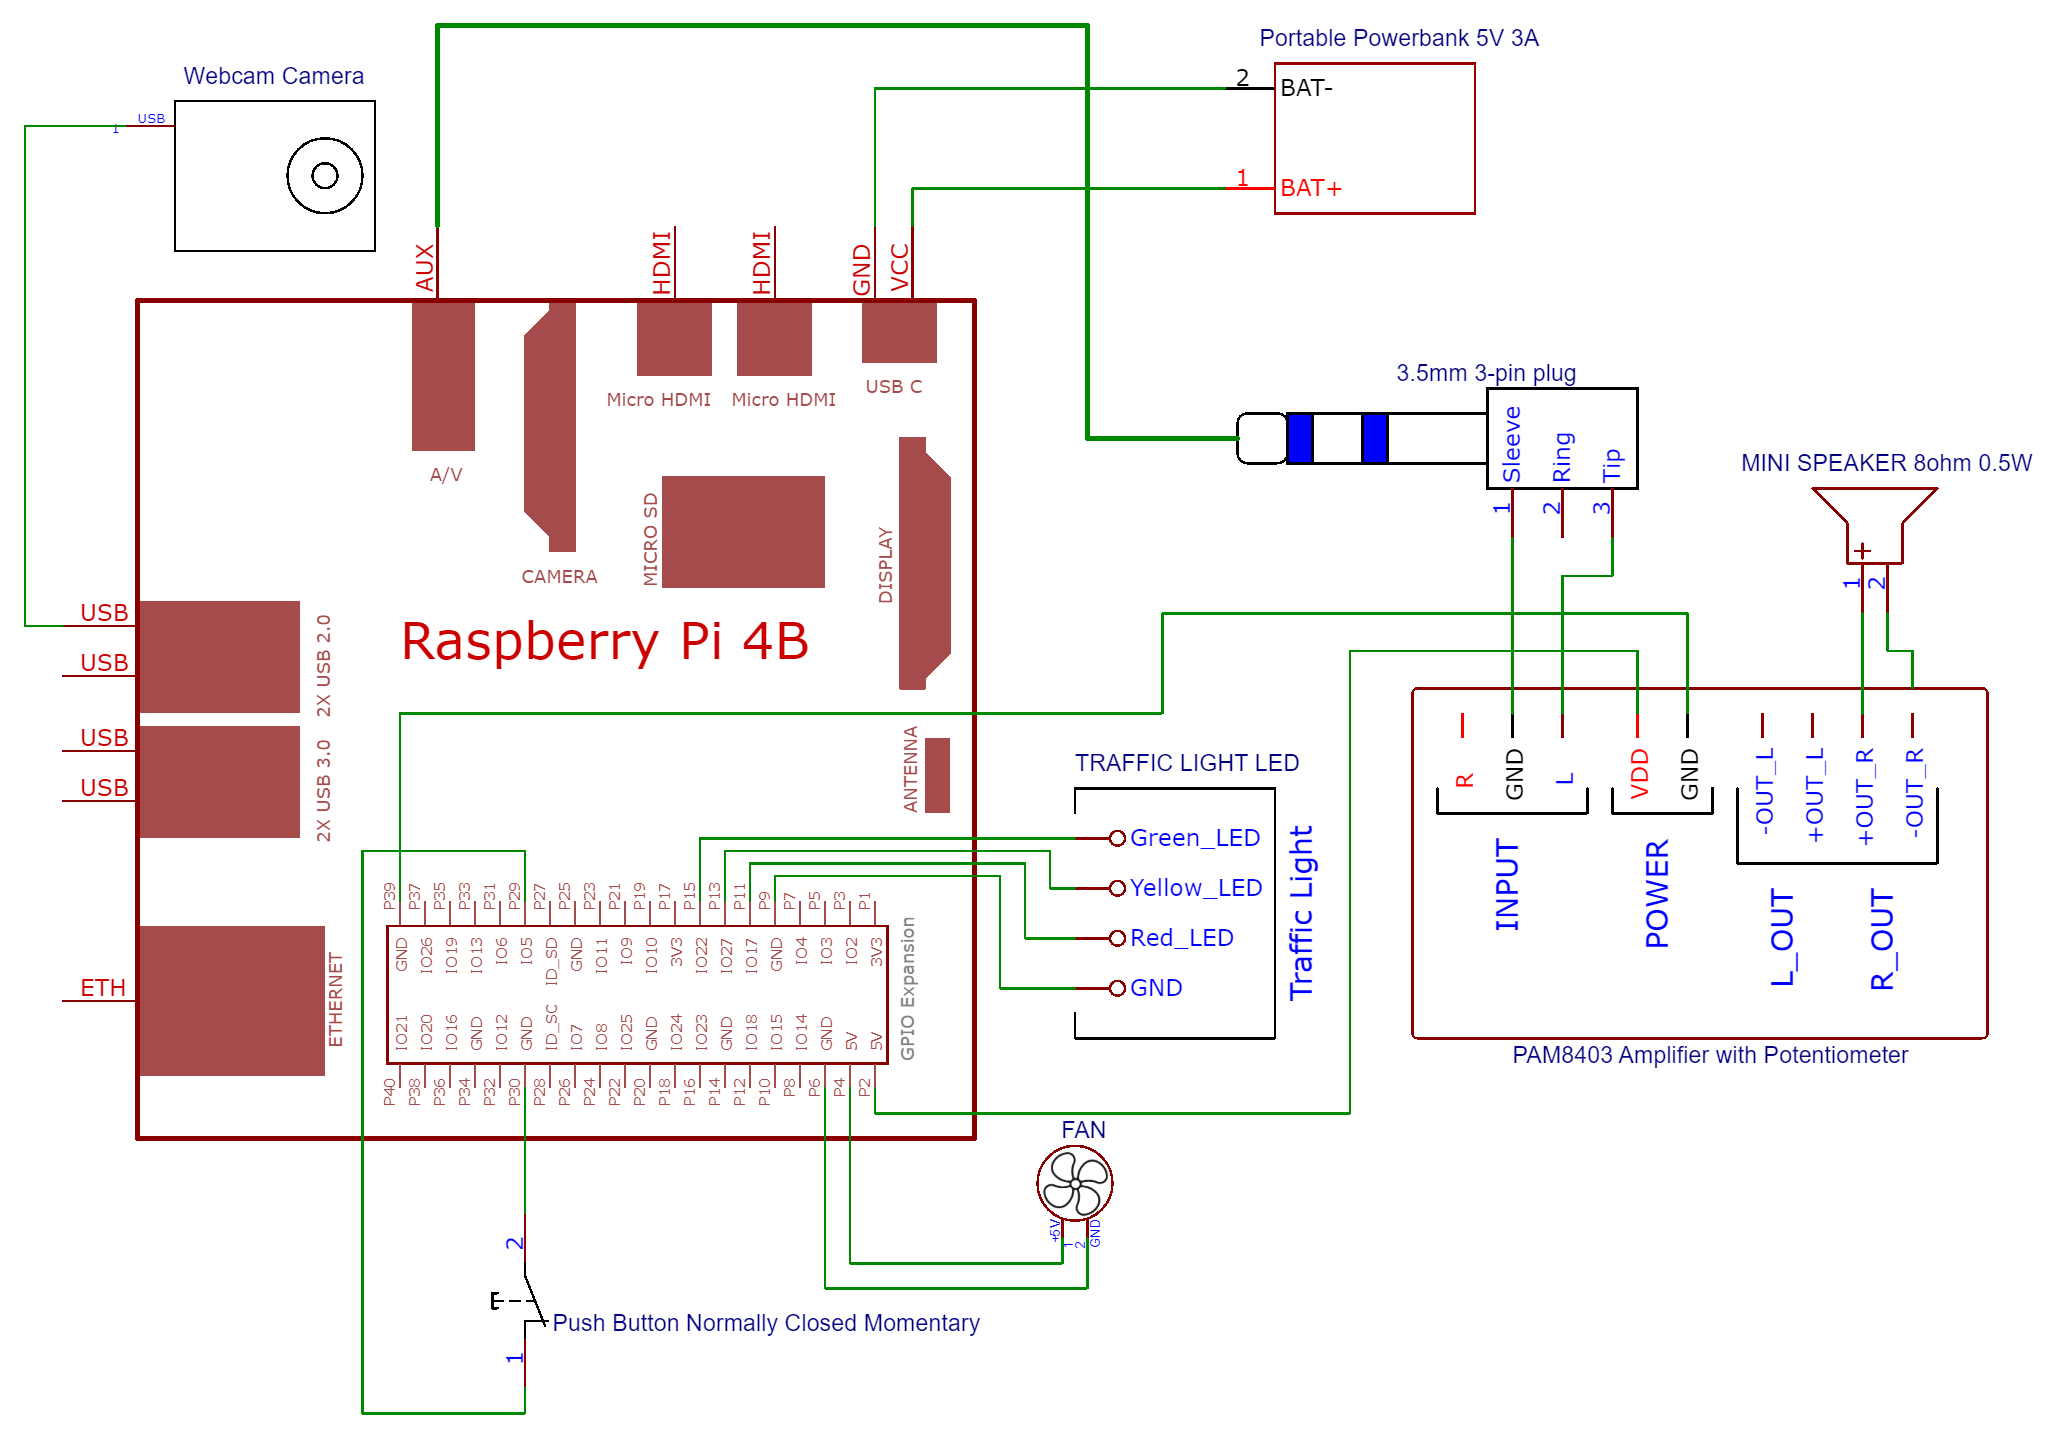 Portable Powerbank 5V 3A
2
BAT-
1
BAT+
Webcam Camera
USB
1
AUX
HDMI
HDMI
GND
VCC
Micro HDMI
Micro HDMI
USB C
A/V
CAMERA
MICRO SD
DISPLAY
Raspberry Pi 4B
USB
USB
2X USB 2.0
USB
USB
2X USB 3.0
ANTENNA
ETH
ETHERNET
3.5mm 3-pin plug
Sleeve
Ring
Tip
1
2
3
MINI SPEAKER 8ohm 0.5W
+
1
2
R
GND
L
VDD
GND
-OUT_L
+OUT_L
+OUT_R
-OUT_R
INPUT
POWER
L_OUT
R_OUT
PAM8403 Amplifier with Potentiometer
TRAFFIC LIGHT LED
Green_LED
Yellow_LED
Red_LED
GND
Traffic Light
P39
P37
P35
P33
P31
P29
P27
P25
P23
P21
P19
P17
P15
P13
P11
P9
P7
P5
P3
P1
GND
IO26
IO19
IO13
IO6
IO5
ID_SD
GND
IO11
IO9
IO10
3V3
IO22
IO27
IO17
GND
IO4
IO3
IO2
3V3
IO21
IO20
IO16
GND
IO12
GND
ID_SC
IO7
IO8
IO25
GND
IO24
IO23
GND
IO18
IO15
IO14
GND
5V
5V
GPIO Expansion
P40
P38
P36
P34
P32
P30
P28
P26
P24
P22
P20
P18
P16
P14
P12
P10
P8
P6
P4
P2
FAN
+5V
1
2
GND
2
Push Button Normally Closed Momentary
1